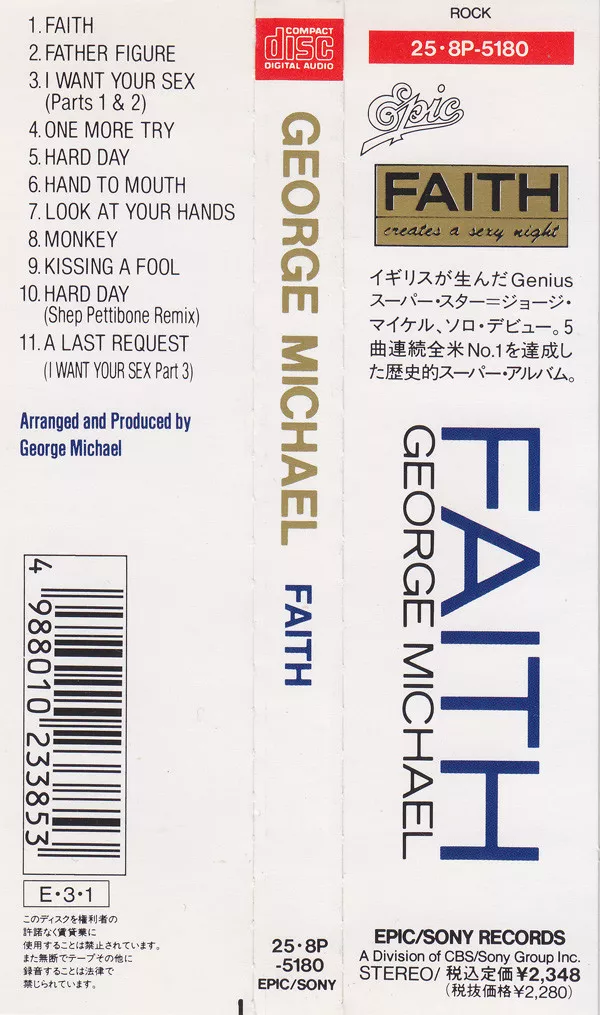 1. FAITH
2. FATHER FIGURE
3. I WANT YOUR SEX
(Parts 1 & 2)
4. ONE MORE TRY
5. HARD DAY
6. HAND TO MOUTH
7. LOOK AT YOUR HANDS
8. MONKEY
9. KISSING A FOOL
10. HARD DAY
(Shep Pettibone Remix)
11. A LAST REQUEST
(I WANT YOUR SEX Part 3)
Arranged and Produced by
George Michael
4 988010 233853
E・3・1
このディスクを権利者の
許諾なく賃貸業に
使用することは禁止されています。
また無断でテープその他に
録音することは法律で
禁じられています。
COMPACT
disc
DIGITAL AUDIO
GEORGE MICHAEL
FAITH
25・8P
-5180
EPIC/SONY
ROCK
25・8P-5180
Epic
FAITH
creates a sexy night
イギリスが生んだGenius
スーパー・スター=ジョージ・
マイケル、ソロ・デビュー。5
曲連続全米No.1を達成し
た歴史的スーパー・アルバム。
FAITH
GEORGE MICHAEL
EPIC/SONY RECORDS
A Division of CBS/Sony Group Inc.
STEREO/ 税込定価¥2,348
(税抜価格¥2,280)